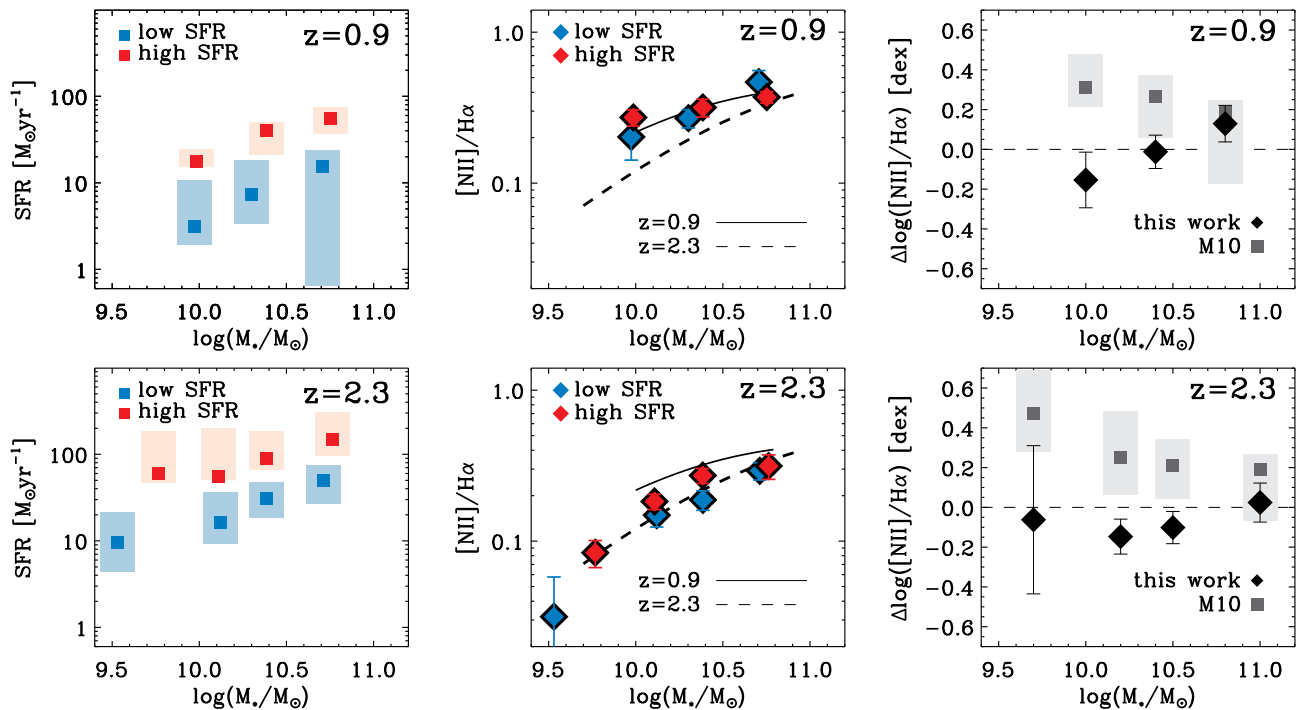 low SFR
high SFR
z=0.9
SFR [M⊙yr⁻¹]
100
10
1
9.5 10.0 10.5 11.0
log(M*/M⊙)
low SFR
high SFR
z=0.9
[NII]/Hα
1.0
0.1
z=0.9
z=2.3
9.5 10.0 10.5 11.0
log(M*/M⊙)
z=0.9
Δlog([NII]/Hα) [dex]
0.6
0.4
0.2
0.0
−0.2
−0.4
−0.6
this work
M10
9.5 10.0 10.5 11.0
log(M*/M⊙)
low SFR
high SFR
z=2.3
SFR [M⊙yr⁻¹]
100
10
1
9.5 10.0 10.5 11.0
log(M*/M⊙)
low SFR
high SFR
z=2.3
[NII]/Hα
1.0
0.1
z=0.9
z=2.3
9.5 10.0 10.5 11.0
log(M*/M⊙)
z=2.3
Δlog([NII]/Hα) [dex]
0.6
0.4
0.2
0.0
−0.2
−0.4
−0.6
this work
M10
9.5 10.0 10.5 11.0
log(M*/M⊙)